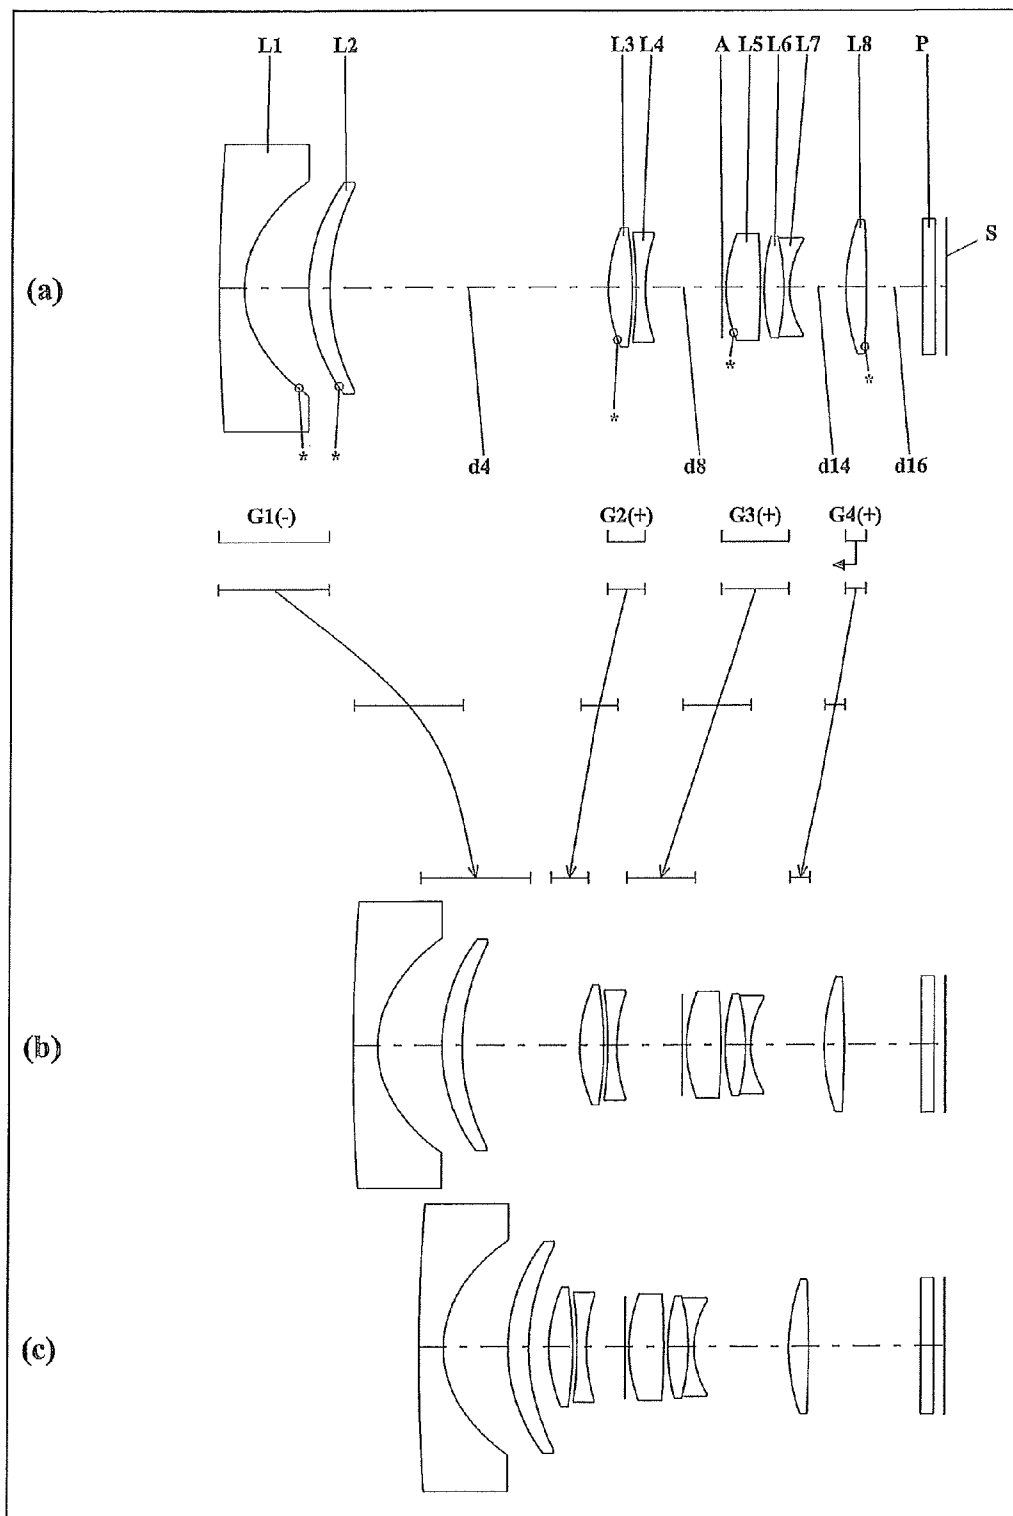 L1 L2 L3 L4 A L5 L6 L7 L8 P
S
(a)
* * * * *
d4 d8 d14 d16
G1(-) G2(+) G3(+) G4(+)
(b)
(c)